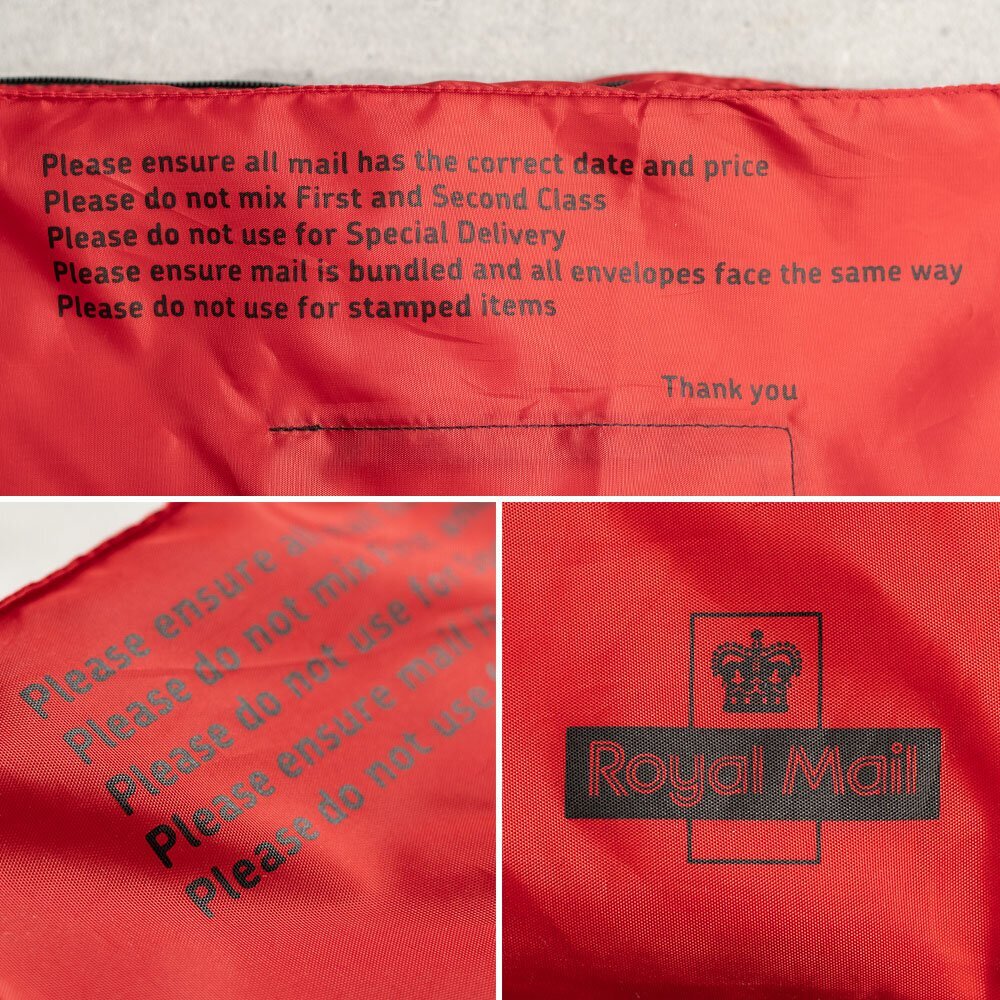 Please ensure all mail has the correct date and price
Please do not mix First and Second Class
Please do not use for Special Delivery
Please ensure mail is bundled and all envelopes face the same way
Please do not use for stamped items
Thank you
Please ensure all
Please do not mix First
Please do not use for
Please ensure mail is
Please do not use
Royal Mail